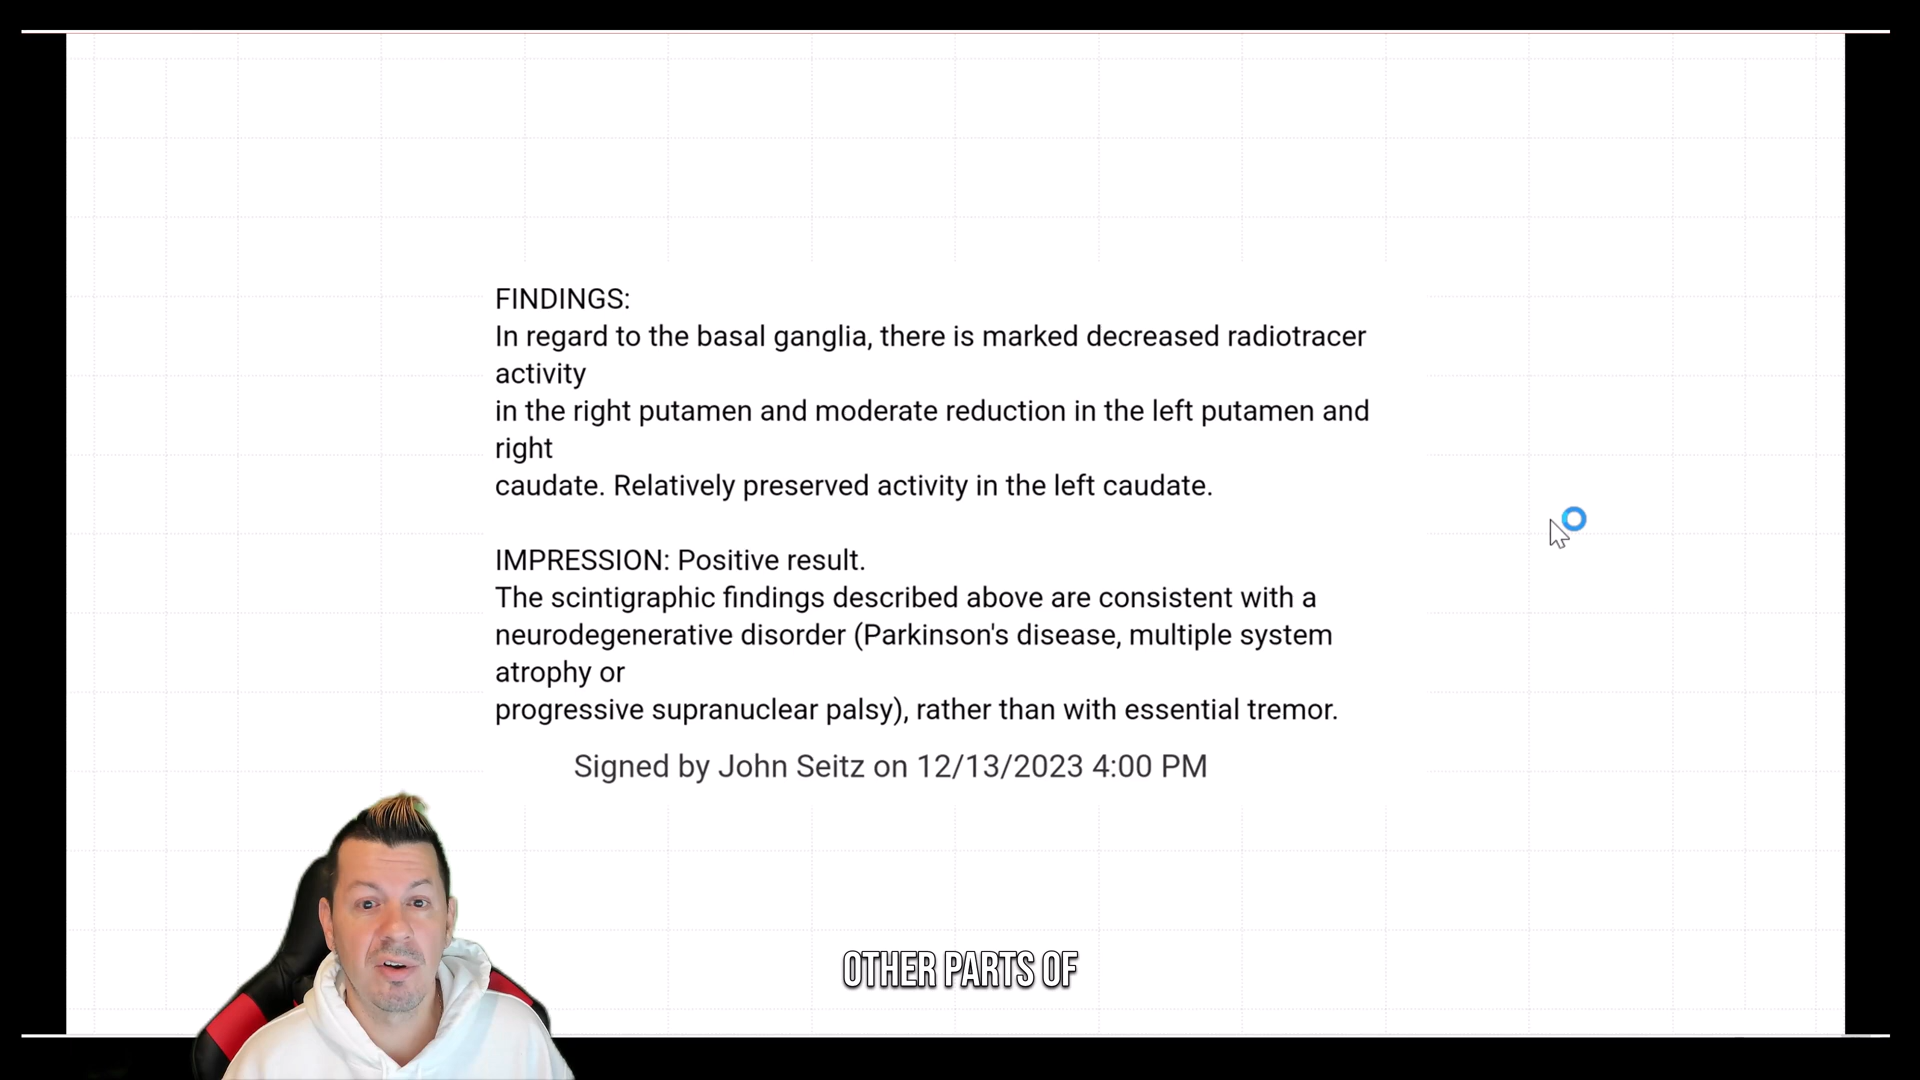 FINDINGS:
In regard to the basal ganglia, there is marked decreased radiotracer
activity
in the right putamen and moderate reduction in the left putamen and
right
caudate. Relatively preserved activity in the left caudate.
IMPRESSION: Positive result.
The scintigraphic findings described above are consistent with a
neurodegenerative disorder (Parkinson's disease, multiple system
atrophy or
progressive supranuclear palsy), rather than with essential tremor.
Signed by John Seitz on 12/13/2023 4:00 PM
OTHER PARTS OF